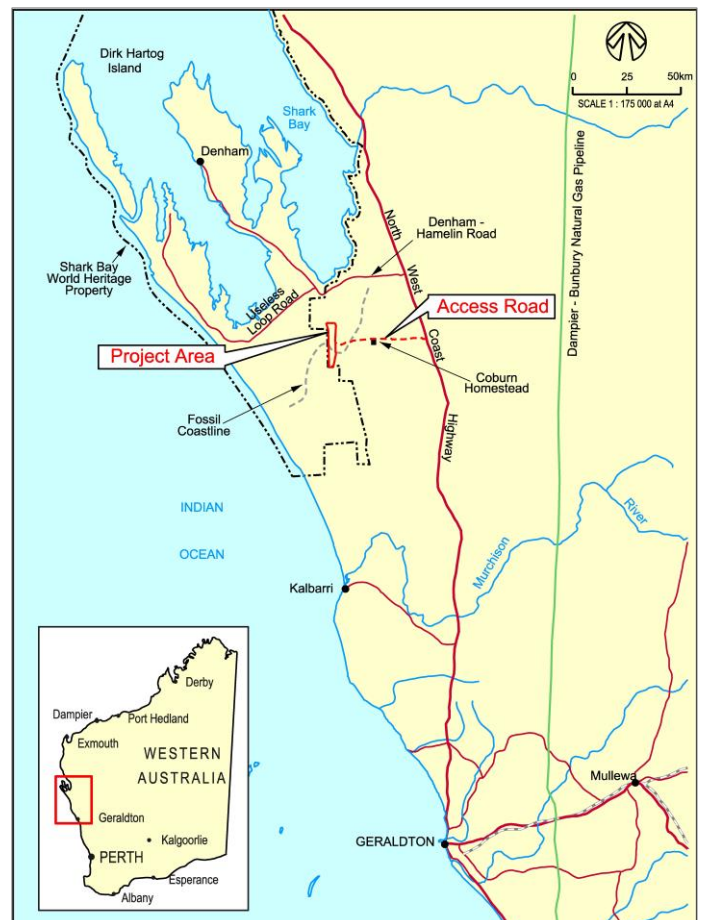 Dirk Hartog
Island
0 25 50km
SCALE 1 : 175 000 at A4
Shark
Bay
Denham
Denham -
Hamelin Road
North
West
Coast
Highway
Shark Bay
World Heritage
Property
Useless
Loop Road
Access Road
Project Area
Coburn
Homestead
Fossil
Coastline
Dampier - Bunbury Natural Gas Pipeline
INDIAN
OCEAN
Murchison
River
Kalbarri
Mullewa
GERALDTON
Derby
Dampier
Port Hedland
Exmouth
WESTERN
AUSTRALIA
Geraldton
Kalgoorlie
PERTH
Esperance
Albany